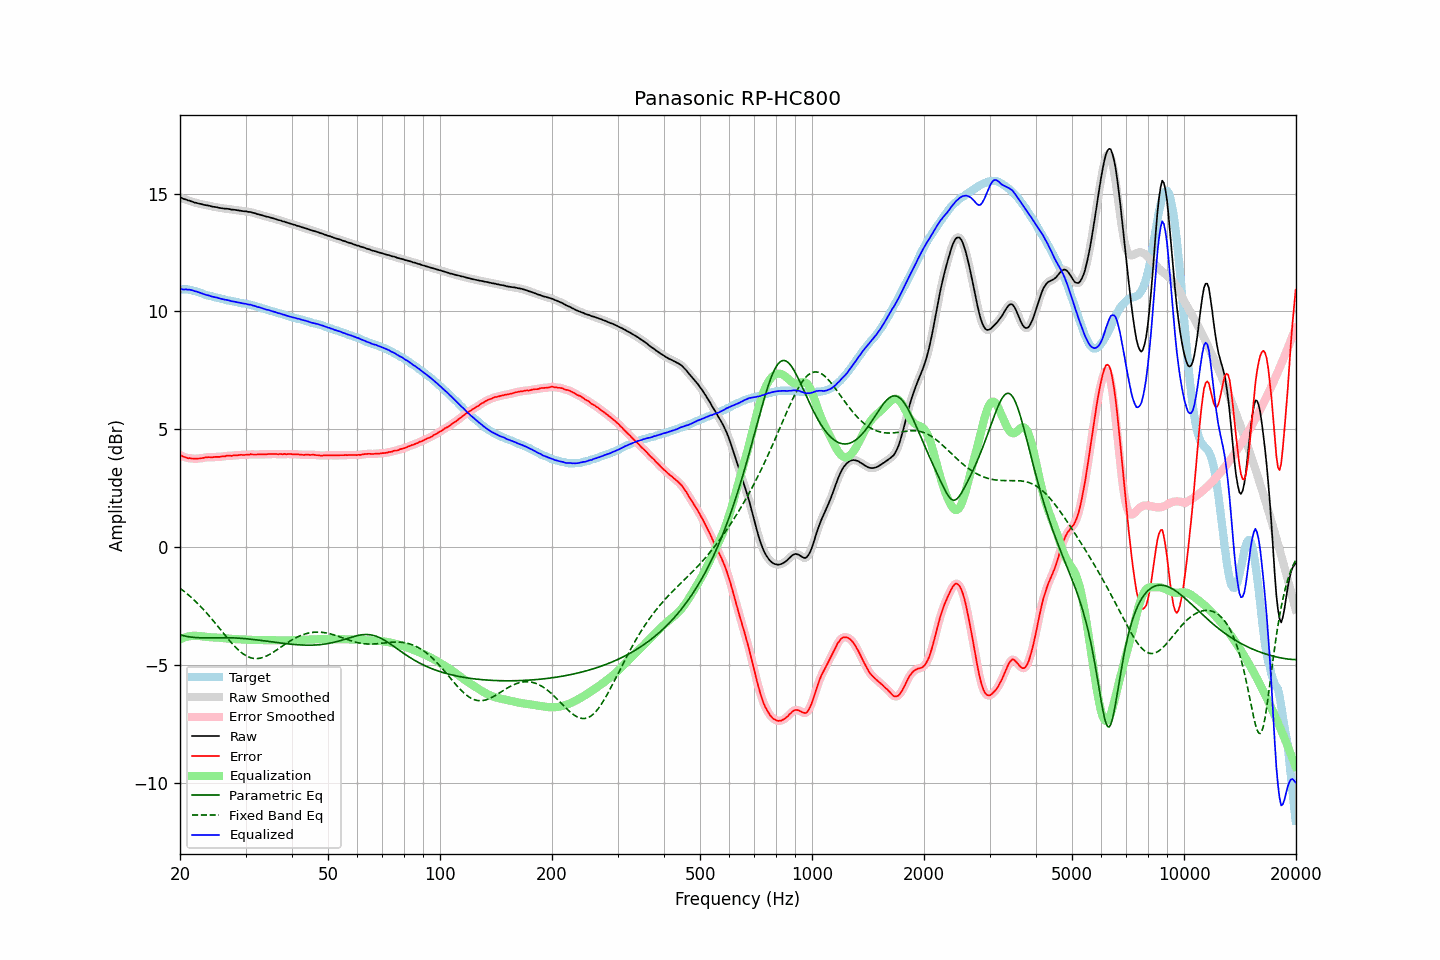 Panasonic RP-HC800
Amplitude (dBr)
15
10
5
0
−5
−10
Target
Raw Smoothed
Error Smoothed
Raw
Error
Equalization
Parametric Eq
Fixed Band Eq
Equalized
20
50
100
200
500
1000
2000
5000
10000
20000
Frequency (Hz)